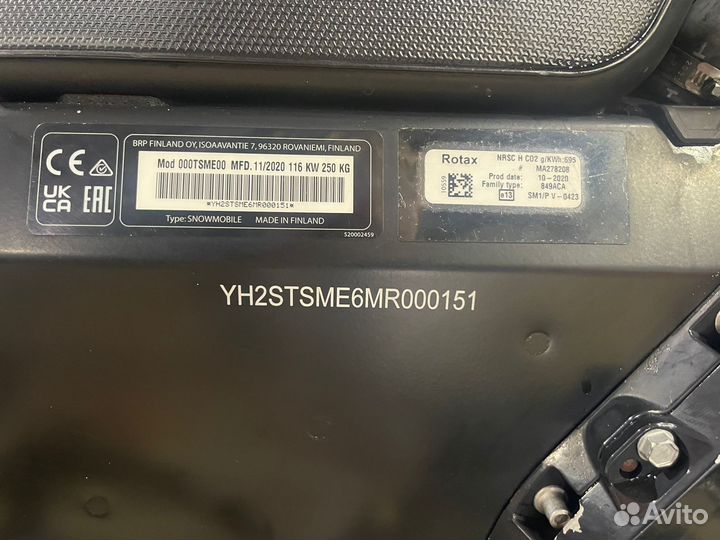 BRP FINLAND OY, ISOAAVANTIE 7, 96320 ROVANIEMI, FINLAND
Mod 000TSME00 MFD. 11/2020 116 KW 250 KG
*YH2STSME6MR000151*
Type: SNOWMOBILE MADE IN FINLAND
520002459
CE
UK
CA
EAC
Rotax
NRSC H CO2 g/KWh:695
# MA278208
Prod date: 10-2020
Family type: 849ACA
e13 SM1/P V-0423
10559
YH2STSME6MR000151
Avito